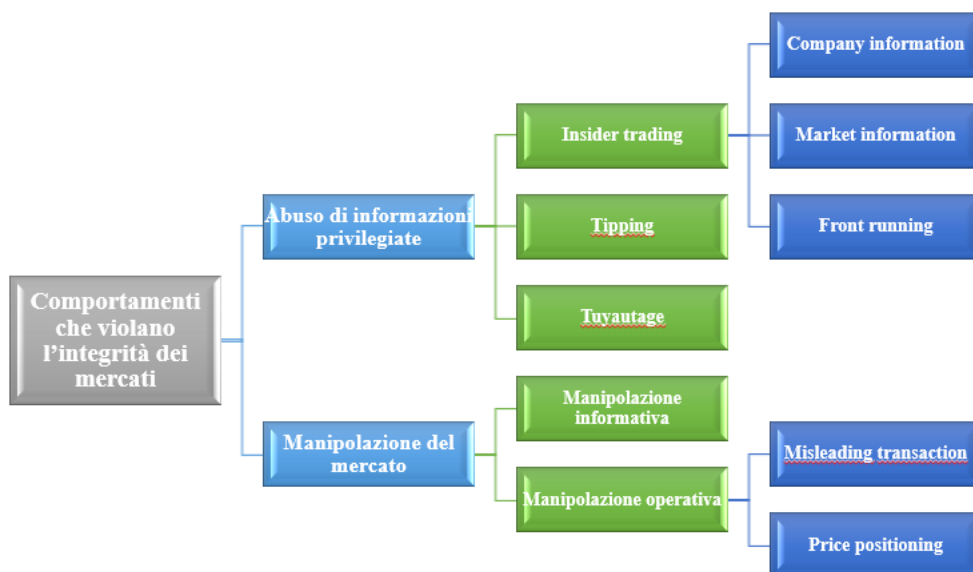 Company information
Insider trading
Market information
Abuso di informazioni
privilegiate
Tipping
Front running
Comportamenti
che violano
l'integrità dei
mercati
Tuyautage
Manipolazione
informativa
Manipolazione del
mercato
Misleading transaction
Manipolazione operativa
Price positioning